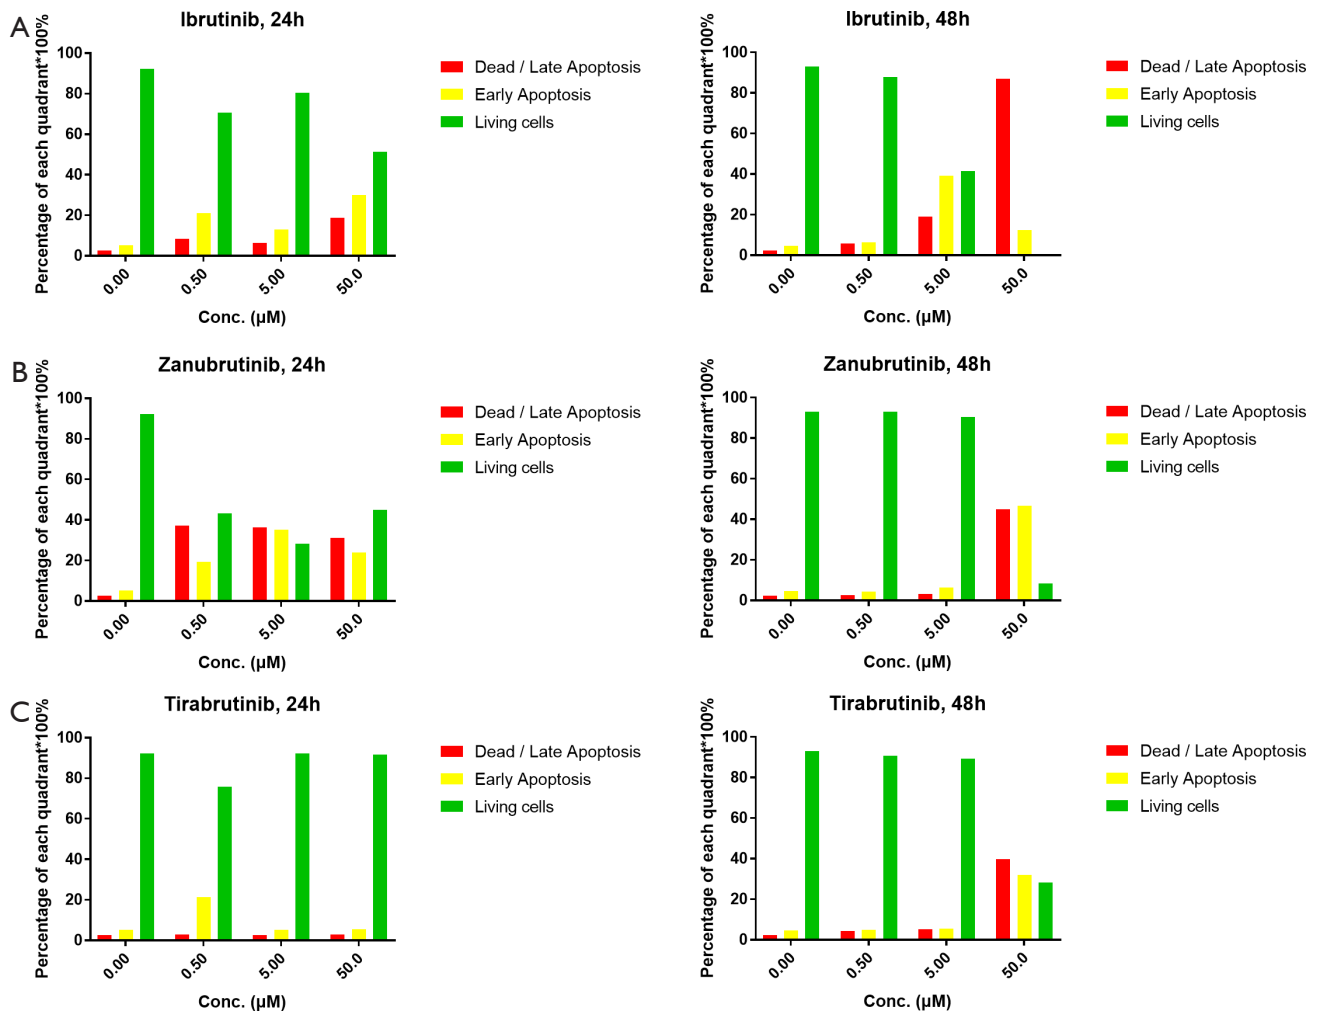 A
Ibrutinib, 24h
Percentage of each quadrant*100%
100
80
60
40
20
0
0.00
0.50
5.00
50.0
Conc. (µM)
Dead / Late Apoptosis
Early Apoptosis
Living cells
Ibrutinib, 48h
Percentage of each quadrant*100%
100
80
60
40
20
0
0.00
0.50
5.00
50.0
Conc. (µM)
Dead / Late Apoptosis
Early Apoptosis
Living cells
B
Zanubrutinib, 24h
Percentage of each quadrant*100%
100
80
60
40
20
0
0.00
0.50
5.00
50.0
Conc. (µM)
Dead / Late Apoptosis
Early Apoptosis
Living cells
Zanubrutinib, 48h
Percentage of each quadrant*100%
100
80
60
40
20
0
0.00
0.50
5.00
50.0
Conc. (µM)
Dead / Late Apoptosis
Early Apoptosis
Living cells
C
Tirabrutinib, 24h
Percentage of each quadrant*100%
100
80
60
40
20
0
0.00
0.50
5.00
50.0
Conc. (µM)
Dead / Late Apoptosis
Early Apoptosis
Living cells
Tirabrutinib, 48h
Percentage of each quadrant*100%
100
80
60
40
20
0
0.00
0.50
5.00
50.0
Conc. (µM)
Dead / Late Apoptosis
Early Apoptosis
Living cells